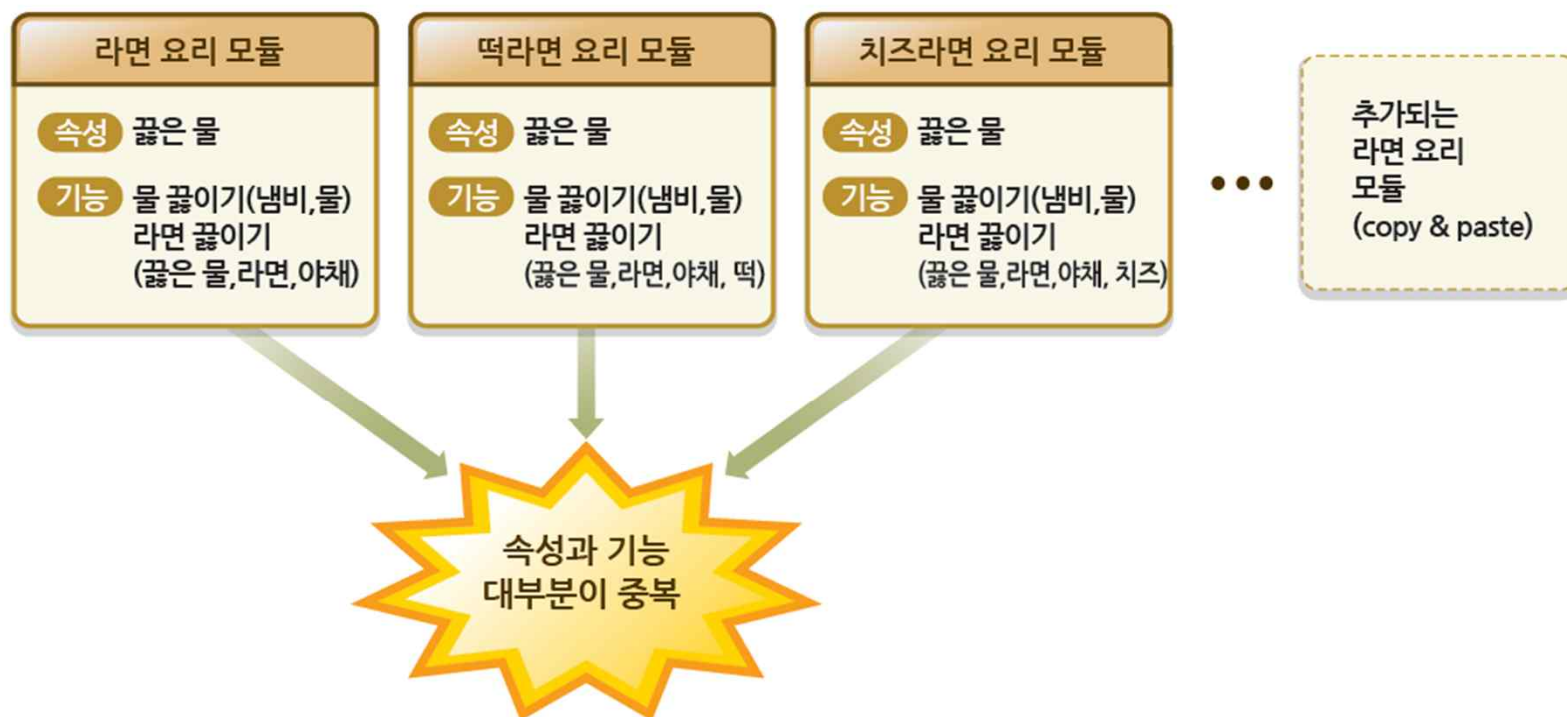 라면 요리 모듈
속성 끓은 물
기능 물 끓이기(냄비,물)
라면 끓이기
(끓은 물,라면,야채)
떡라면 요리 모듈
속성 끓은 물
기능 물 끓이기(냄비,물)
라면 끓이기
(끓은 물,라면,야채, 떡)
치즈라면 요리 모듈
속성 끓은 물
기능 물 끓이기(냄비,물)
라면 끓이기
(끓은 물,라면,야채, 치즈)
•••
추가되는
라면 요리
모듈
(copy & paste)
속성과 기능
대부분이 중복